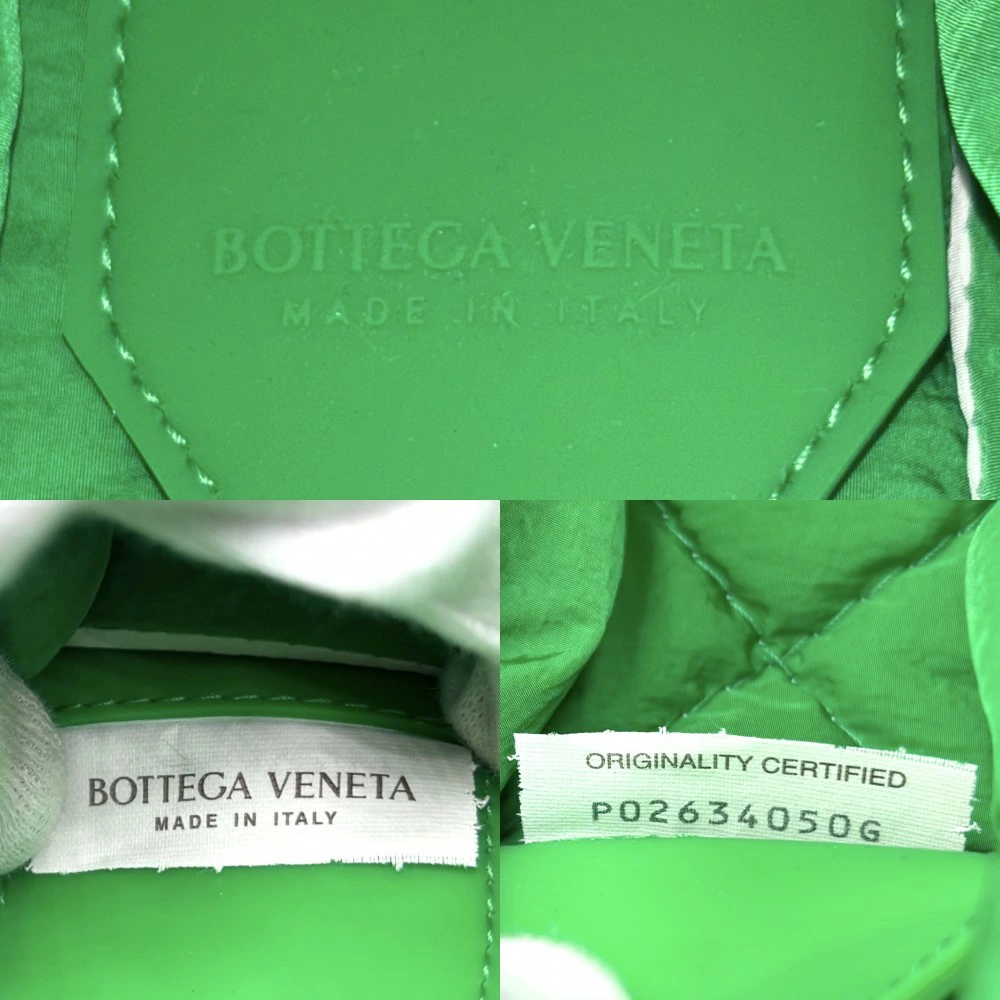 BOTTEGA VENETA
MADE IN ITALY
BOTTEGA VENETA
MADE IN ITALY
ORIGINALITY CERTIFIED
P02634050G